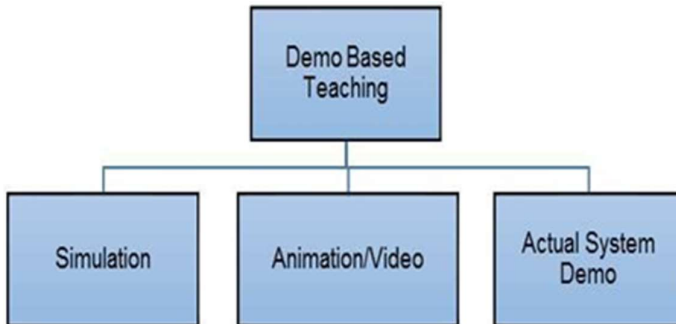 Demo Based
Teaching
Simulation
Animation/Video
Actual System
Demo